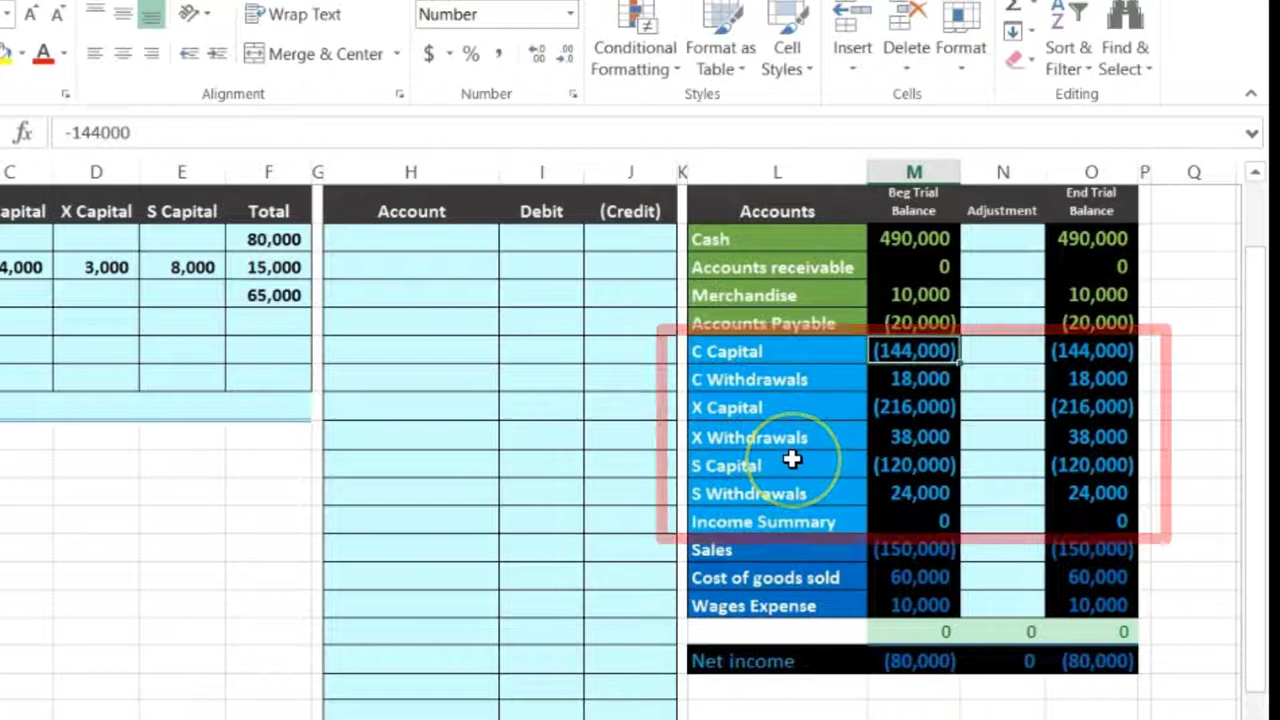 Wrap Text
Number
Merge & Center
$ % ,
Conditional Formatting
Format as Table
Cell Styles
Insert
Delete
Format
Sort & Filter
Find & Select
Alignment
Number
Styles
Cells
Editing
fx -144000
C D E F G H I J K L M N O P Q
apital X Capital S Capital Total Account Debit (Credit) Accounts Beg Trial Balance Adjustment End Trial Balance
80,000 Cash 490,000 490,000
4,000 3,000 8,000 15,000 Accounts receivable 0 0
65,000 Merchandise 10,000 10,000
Accounts Payable (20,000) (20,000)
C Capital (144,000) (144,000)
C Withdrawals 18,000 18,000
X Capital (216,000) (216,000)
X Withdrawals 38,000 38,000
S Capital (120,000) (120,000)
S Withdrawals 24,000 24,000
Income Summary 0 0
Sales (150,000) (150,000)
Cost of goods sold 60,000 60,000
Wages Expense 10,000 10,000
0 0 0
Net income (80,000) 0 (80,000)